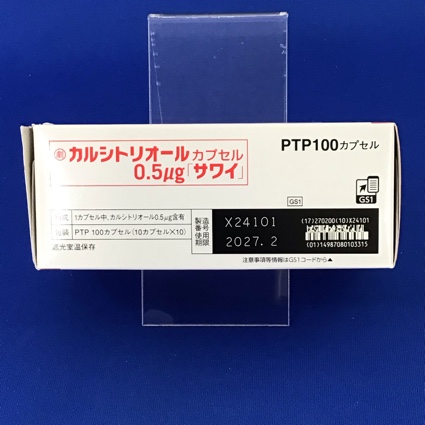 劇 カルシトリオール カプセル
0.5μg「サワイ」
PTP100カプセル
GS1
GS1
組成 1カプセル中、カルシトリオール0.5μg含有
包装 PTP 100カプセル(10カプセル×10)
遮光室温保存
製造番号 X24101
使用期限 2027.2
(17)270200(10)X24101
(01)14987080103315
注意事項等情報はGS1コードから▲